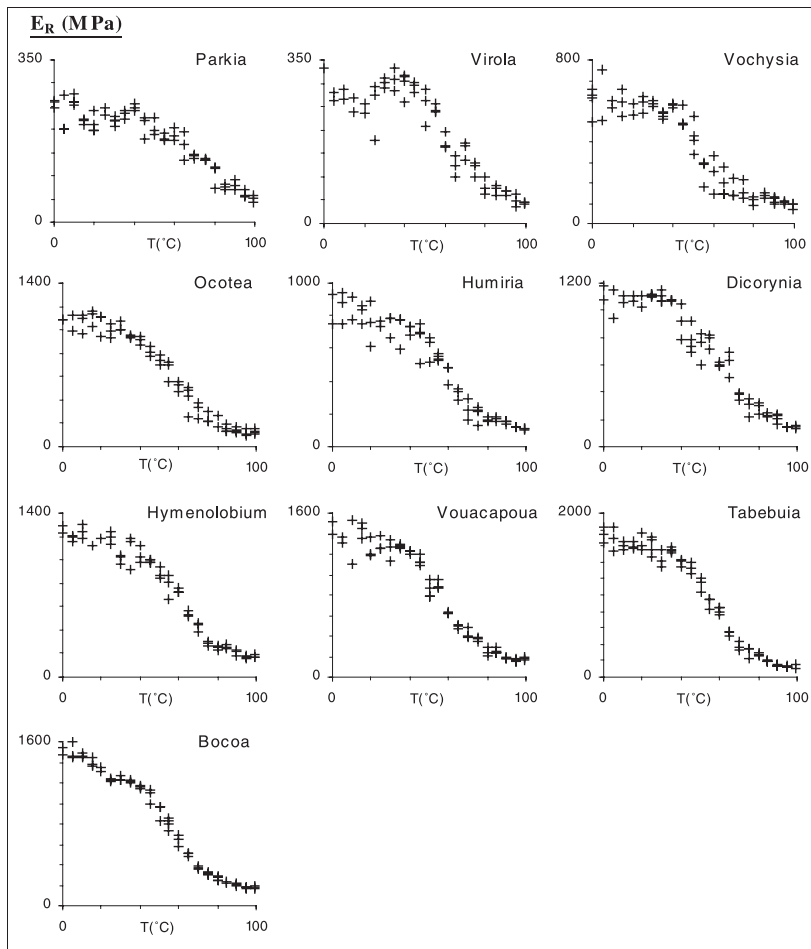 E_R (MPa)
350 Parkia
0
0 T(°C) 100
350 Virola
0
0 T(°C) 100
800 Vochysia
0
0 T(°C) 100
1400 Ocotea
0
0 T(°C) 100
1000 Humiria
0
0 T(°C) 100
1200 Dicorynia
0
0 T(°C) 100
1400 Hymenolobium
0
0 T(°C) 100
1600 Vouacapoua
0
0 T(°C) 100
2000 Tabebuia
0
0 T(°C) 100
1600 Bocoa
0
0 T(°C) 100